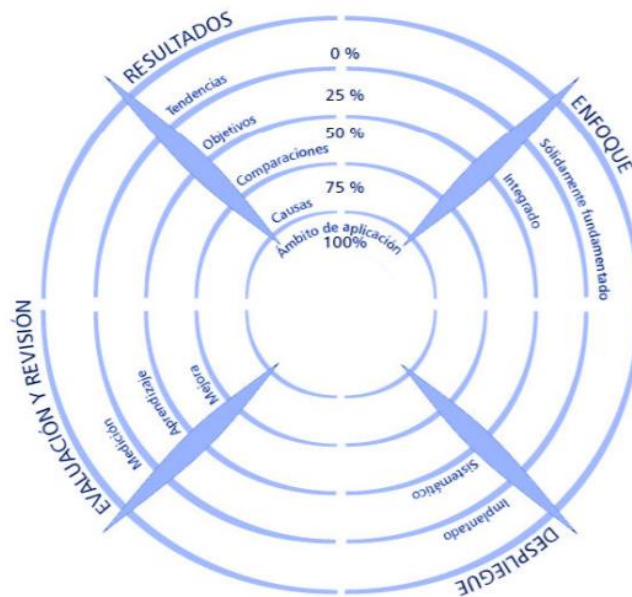 RESULTADOS
Tendencias
Objetivos
Comparaciones
Causas
Ámbito de aplicación
0 %
25 %
50 %
75 %
100%
ENFOQUE
Sólidamente fundamentado
Integrado
DESPLIEGUE
Implantado
Sistemático
EVALUACIÓN Y REVISIÓN
Medición
Aprendizaje
Mejora